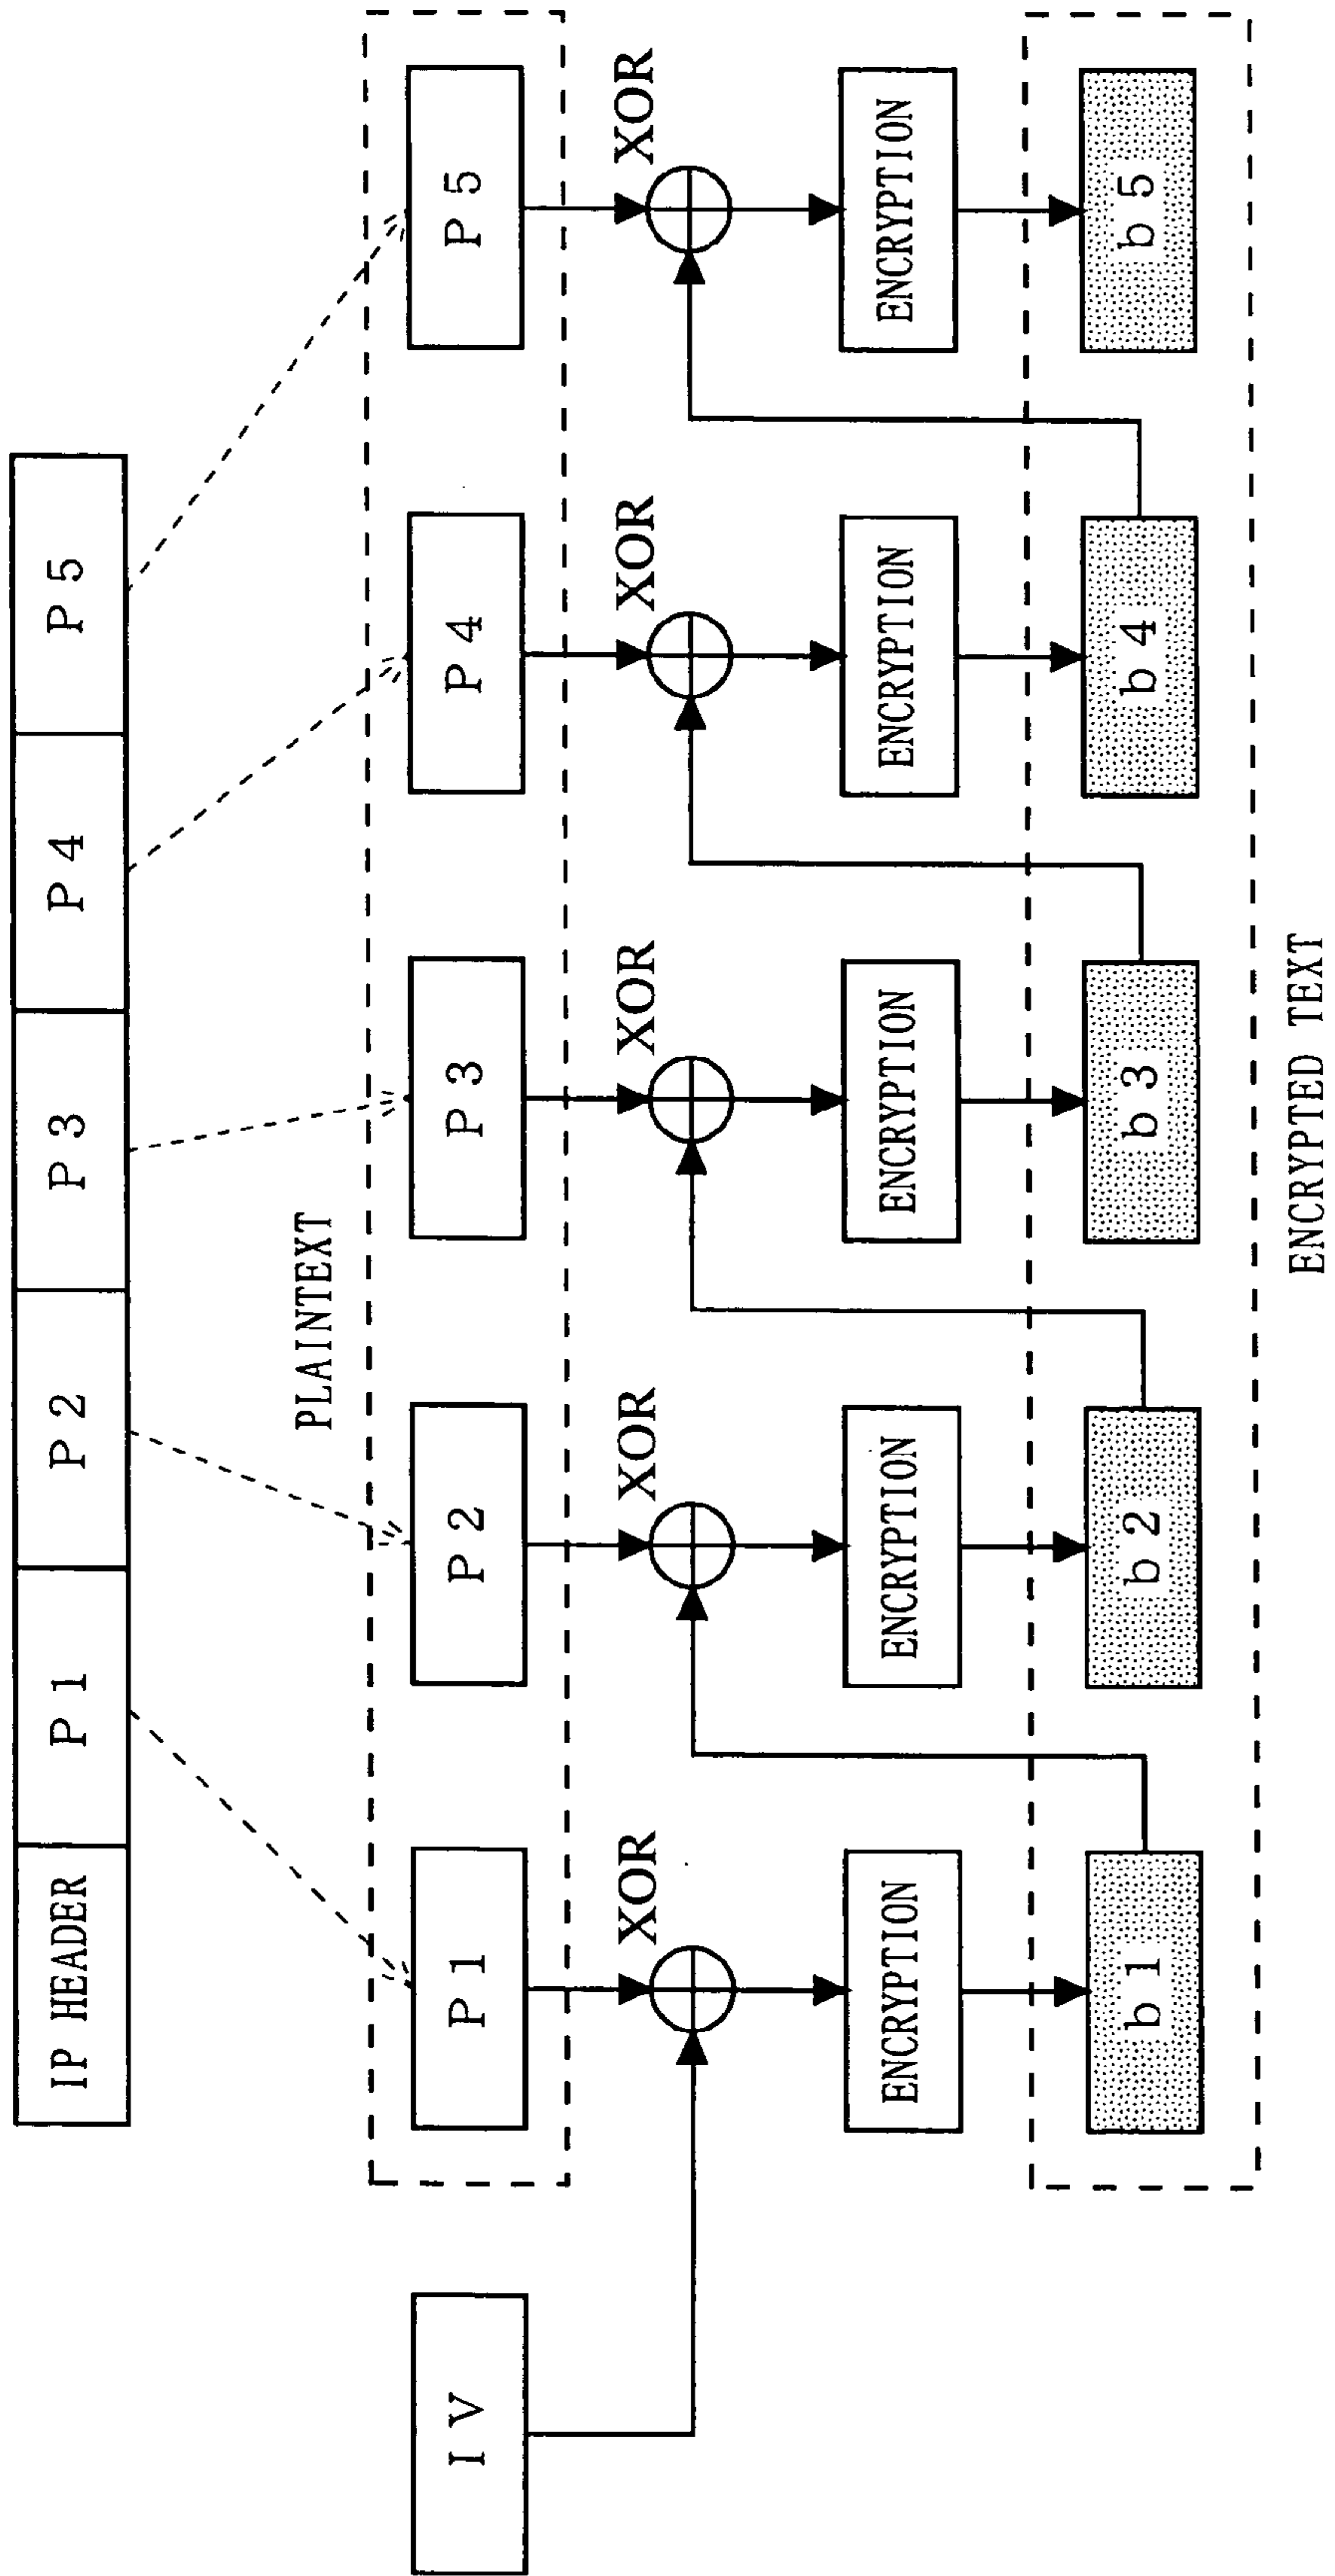 IP HEADER P 1 P 2 P 3 P 4 P 5
PLAINTEXT
I V P 1 P 2 P 3 P 4 P 5
XOR XOR XOR XOR XOR
ENCRYPTION ENCRYPTION ENCRYPTION ENCRYPTION ENCRYPTION
b 1 b 2 b 3 b 4 b 5
ENCRYPTED TEXT